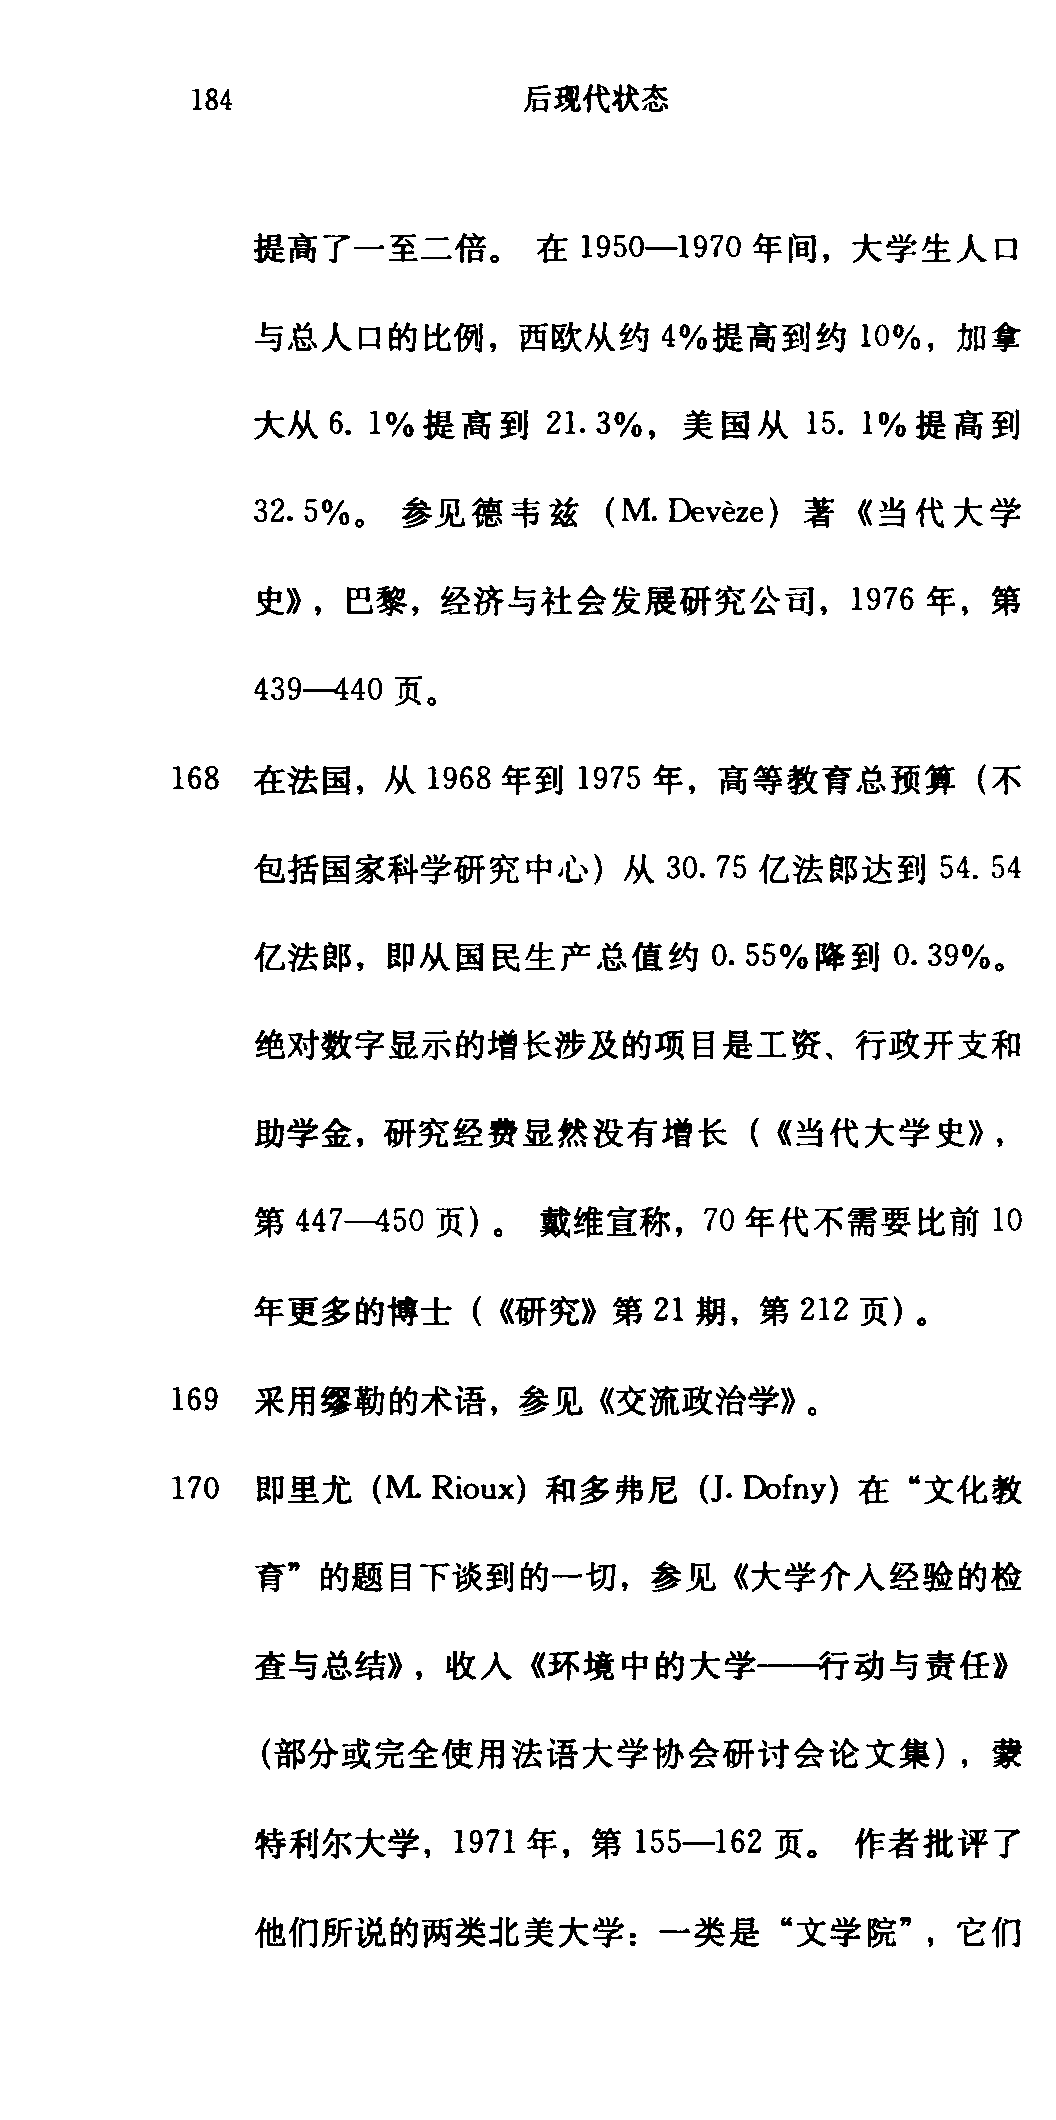 184 后现代状态
提高了一至二倍。 在 1950—1970 年间，大学生人口
与总人口的比例，西欧从约 4%提高到约 10%，加拿
大从 6. 1% 提高到 21. 3%，美国从 15. 1% 提高到
32. 5%。 参见德韦兹（M. Devèze）著《当代大学
史》，巴黎，经济与社会发展研究公司，1976 年，第
439—440 页。
168 在法国，从 1968 年到 1975 年，高等教育总预算（不
包括国家科学研究中心）从 30. 75 亿法郎达到 54. 54
亿法郎，即从国民生产总值约 0. 55%降到 0. 39%。
绝对数字显示的增长涉及的项目是工资、行政开支和
助学金，研究经费显然没有增长（《当代大学史》，
第 447—450 页）。 戴维宣称，70 年代不需要比前 10
年更多的博士（《研究》第 21 期，第 212 页）。
169 采用缪勒的术语，参见《交流政治学》。
170 即里尤（M. Rioux）和多弗尼（J. Dofny）在“文化教
育”的题目下谈到的一切，参见《大学介入经验的检
查与总结》，收入《环境中的大学——行动与责任》
（部分或完全使用法语大学协会研讨会论文集），蒙
特利尔大学，1971 年，第 155—162 页。 作者批评了
他们所说的两类北美大学：一类是“文学院”，它们